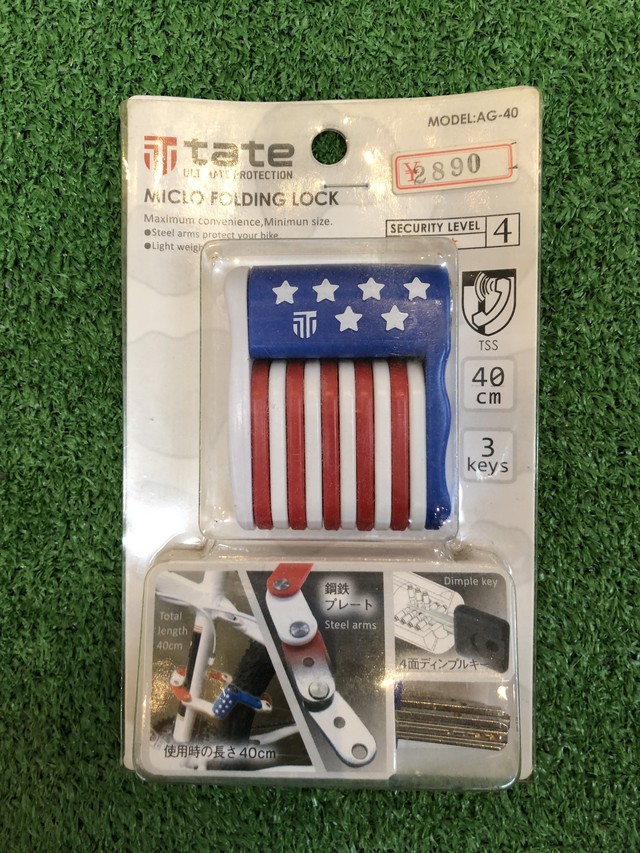 MODEL:AG-40
tate
ULTIMATE PROTECTION
¥2890
MICLO FOLDING LOCK
Maximum convenience,Minimun size.
●Steel arms protect your bike
●Light weigh
SECURITY LEVEL 4
TSS
40
cm
3
keys
Total
length
40cm
鋼鉄
プレート
Steel arms
Dimple key
4面ディンプルキー
使用時の長さ40cm